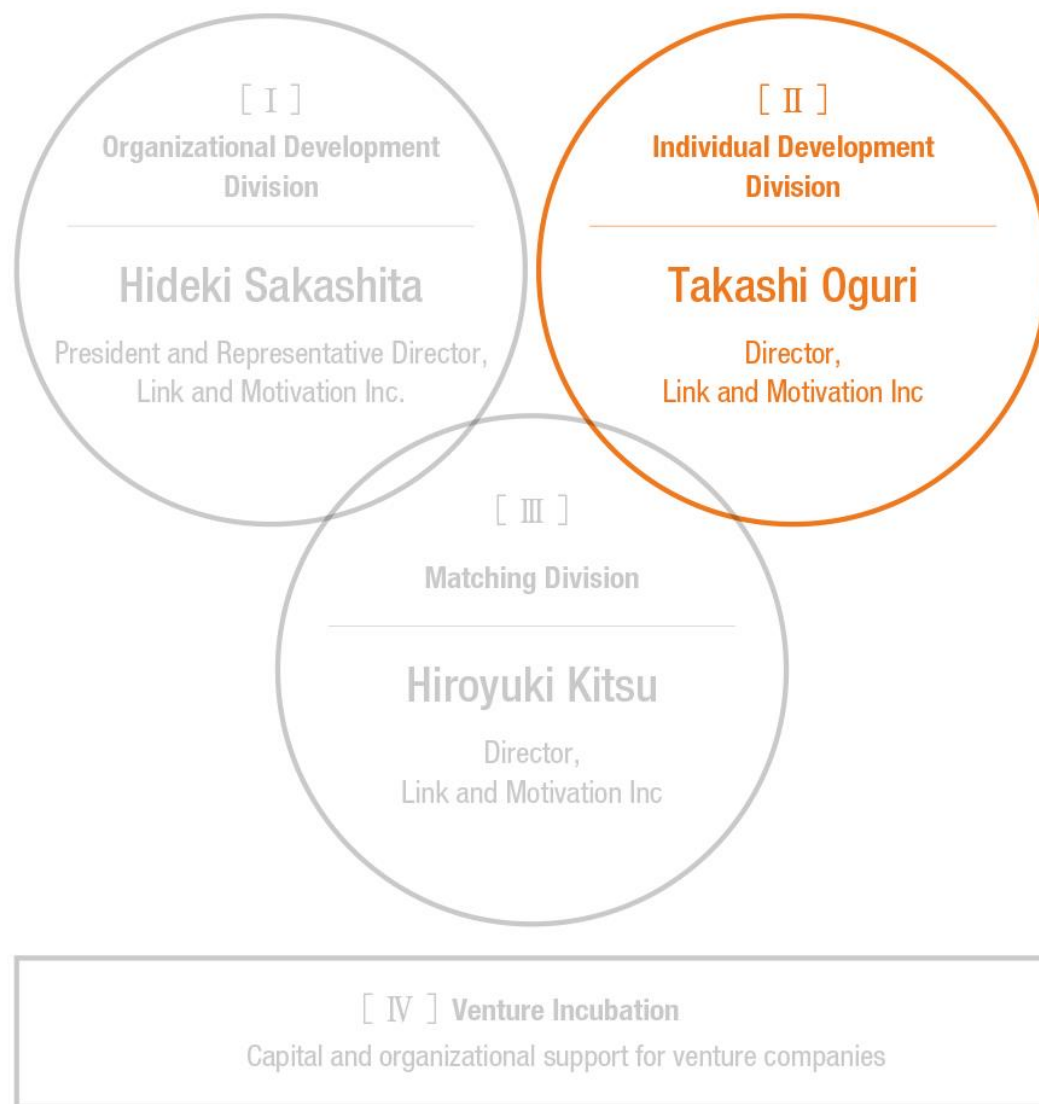 [ Ⅰ ]
Organizational Development
Division
Hideki Sakashita
President and Representative Director,
Link and Motivation Inc.
[ Ⅱ ]
Individual Development
Division
Takashi Oguri
Director,
Link and Motivation Inc
[ Ⅲ ]
Matching Division
Hiroyuki Kitsu
Director,
Link and Motivation Inc
[ Ⅳ ] Venture Incubation
Capital and organizational support for venture companies